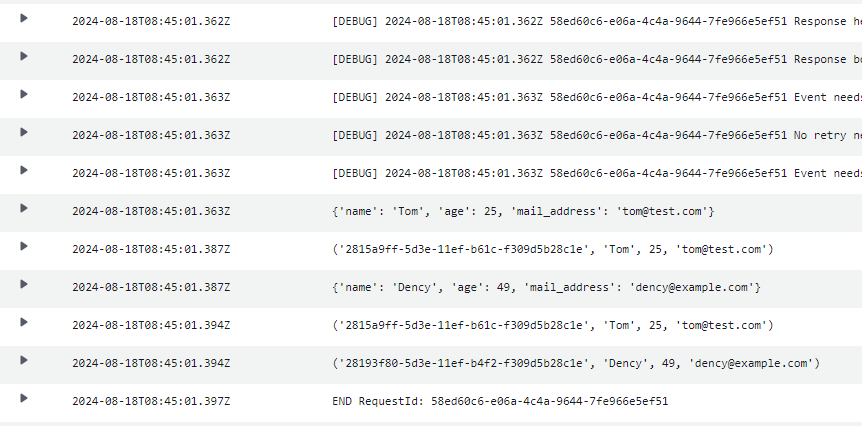 2024-08-18T08:45:01.362Z [DEBUG] 2024-08-18T08:45:01.362Z 58ed60c6-e06a-4c4a-9644-7fe966e5ef51 Response he
2024-08-18T08:45:01.362Z [DEBUG] 2024-08-18T08:45:01.362Z 58ed60c6-e06a-4c4a-9644-7fe966e5ef51 Response bo
2024-08-18T08:45:01.363Z [DEBUG] 2024-08-18T08:45:01.363Z 58ed60c6-e06a-4c4a-9644-7fe966e5ef51 Event needs
2024-08-18T08:45:01.363Z [DEBUG] 2024-08-18T08:45:01.363Z 58ed60c6-e06a-4c4a-9644-7fe966e5ef51 No retry ne
2024-08-18T08:45:01.363Z [DEBUG] 2024-08-18T08:45:01.363Z 58ed60c6-e06a-4c4a-9644-7fe966e5ef51 Event needs
2024-08-18T08:45:01.363Z {'name': 'Tom', 'age': 25, 'mail_address': 'tom@test.com'}
2024-08-18T08:45:01.387Z ('2815a9ff-5d3e-11ef-b61c-f309d5b28c1e', 'Tom', 25, 'tom@test.com')
2024-08-18T08:45:01.387Z {'name': 'Dency', 'age': 49, 'mail_address': 'dency@example.com'}
2024-08-18T08:45:01.394Z ('2815a9ff-5d3e-11ef-b61c-f309d5b28c1e', 'Tom', 25, 'tom@test.com')
2024-08-18T08:45:01.394Z ('28193f80-5d3e-11ef-b4f2-f309d5b28c1e', 'Dency', 49, 'dency@example.com')
2024-08-18T08:45:01.397Z END RequestId: 58ed60c6-e06a-4c4a-9644-7fe966e5ef51